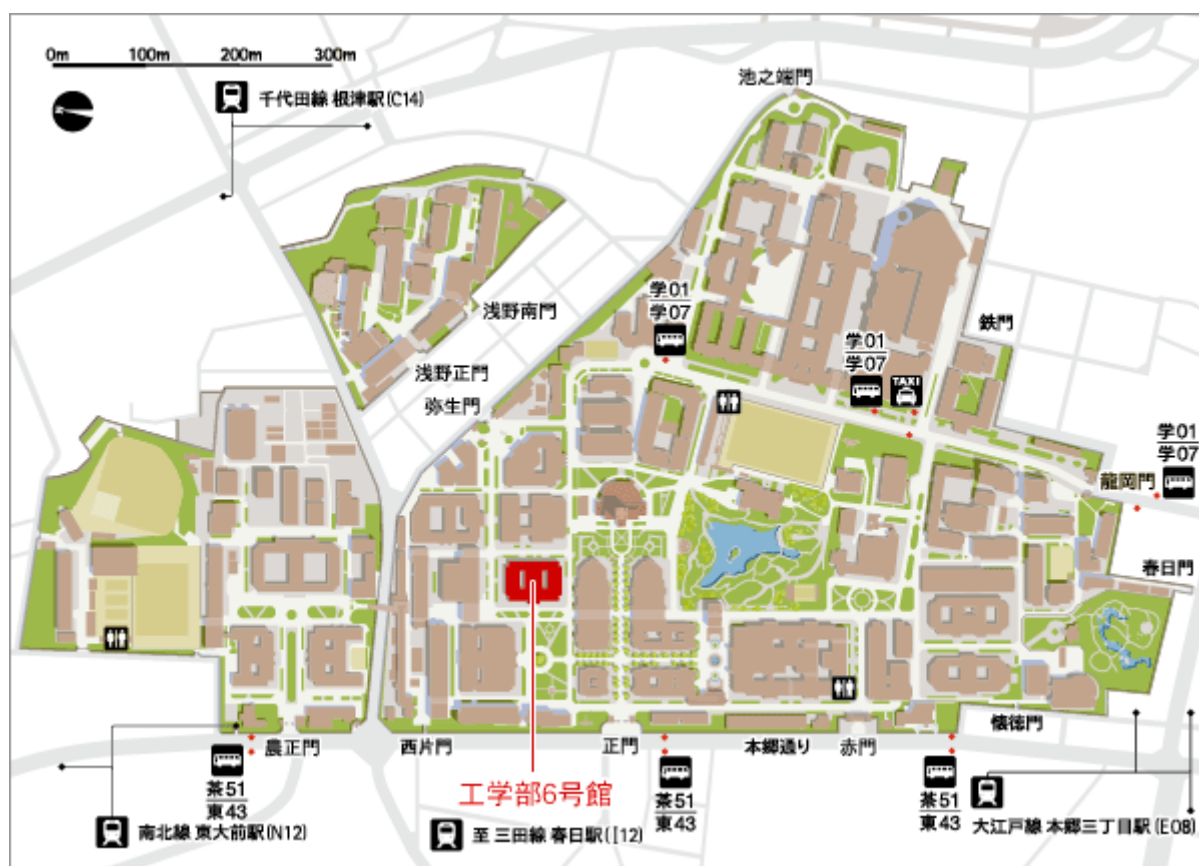 0m 100m 200m 300m
千代田線 根津駅(C14)
池之端門
浅野南門
浅野正門
弥生門
学01
学07
学01
学07
TAXI
鉄門
学01
学07
龍岡門
春日門
懐徳門
農正門
西片門
正門
本郷通り
赤門
茶51
東43
工学部6号館
茶51
東43
茶51
東43
南北線 東大前駅(N12)
至 三田線 春日駅(I12)
大江戸線 本郷三丁目駅(E08)